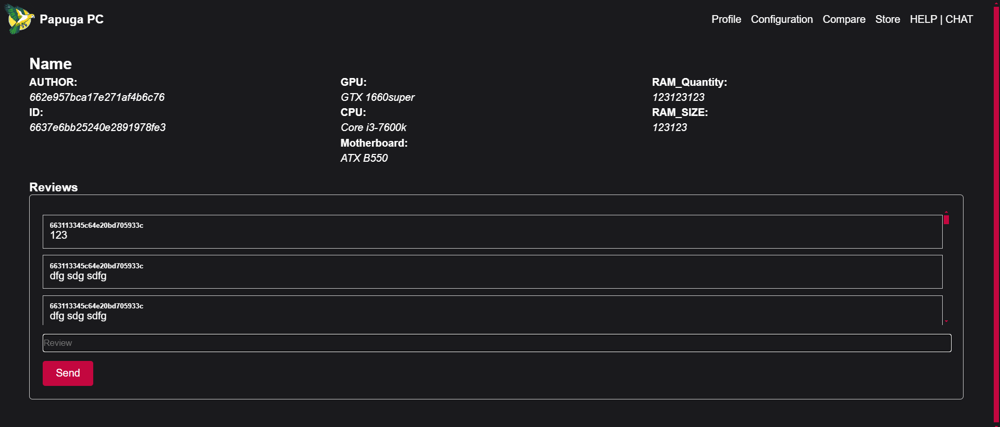 Papuga PC
Profile Configuration Compare Store HELP | CHAT
Name
AUTHOR:
662e957bca17e271af4b6c76
ID:
6637e6bb25240e2891978fe3
GPU:
GTX 1660super
CPU:
Core i3-7600k
Motherboard:
ATX B550
RAM_Quantity:
123123123
RAM_SIZE:
123123
Reviews
663113345c64e20bd705933c
123
663113345c64e20bd705933c
dfg sdg sdfg
663113345c64e20bd705933c
dfg sdg sdfg
Review
Send